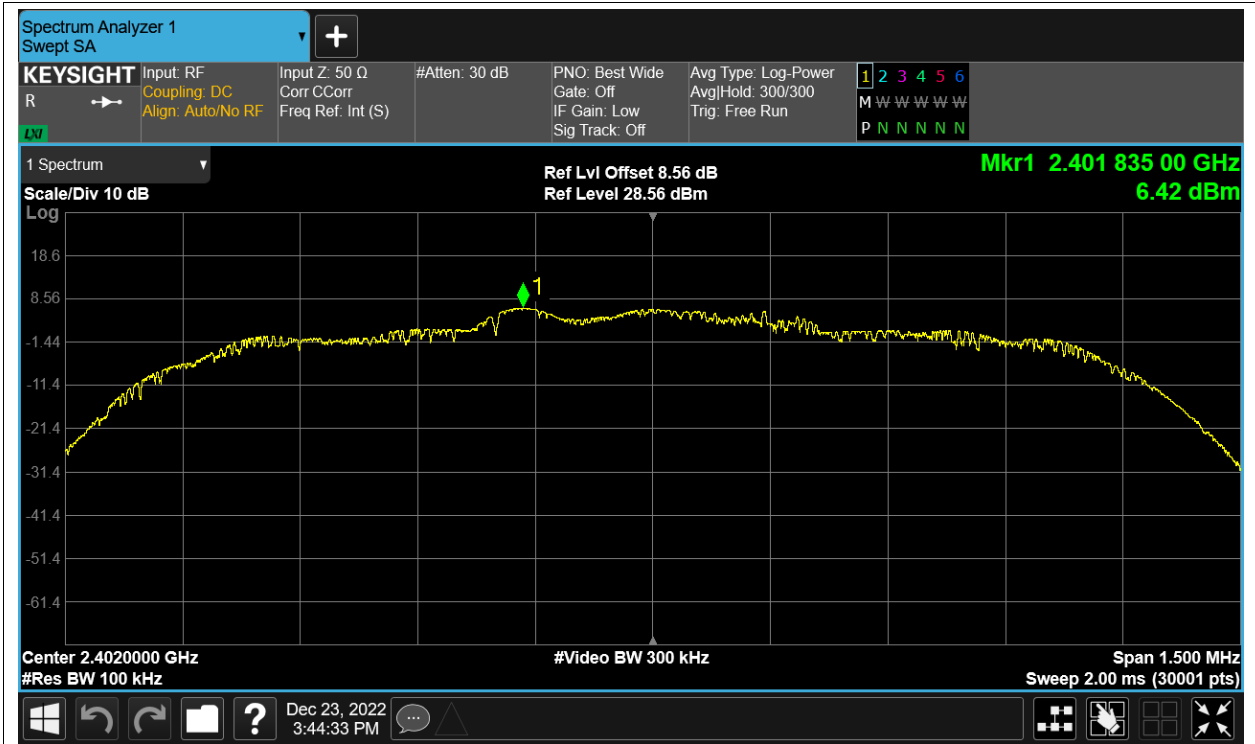 Spectrum Analyzer 1
Swept SA
KEYSIGHT
R
LXI
Input: RF
Coupling: DC
Align: Auto/No RF
Input Z: 50 Ω
Corr CCorr
Freq Ref: Int (S)
#Atten: 30 dB
PNO: Best Wide
Gate: Off
IF Gain: Low
Sig Track: Off
Avg Type: Log-Power
Avg|Hold: 300/300
Trig: Free Run
1 2 3 4 5 6
M W W W W W
P N N N N N
1 Spectrum
Scale/Div 10 dB
Log
Ref Lvl Offset 8.56 dB
Ref Level 28.56 dBm
Mkr1 2.401 835 00 GHz
6.42 dBm
18.6
8.56
-1.44
-11.4
-21.4
-31.4
-41.4
-51.4
-61.4
1
Center 2.4020000 GHz
#Res BW 100 kHz
#Video BW 300 kHz
Span 1.500 MHz
Sweep 2.00 ms (30001 pts)
?
Dec 23, 2022
3:44:33 PM